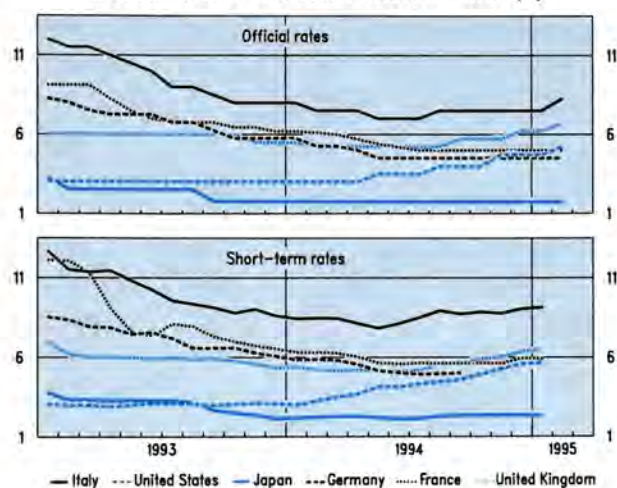 Official rates
11 11
6 6
1 1
Short-term rates
11 11
6 6
1 1
1993 1994 1995
Italy United States Japan Germany France United Kingdom